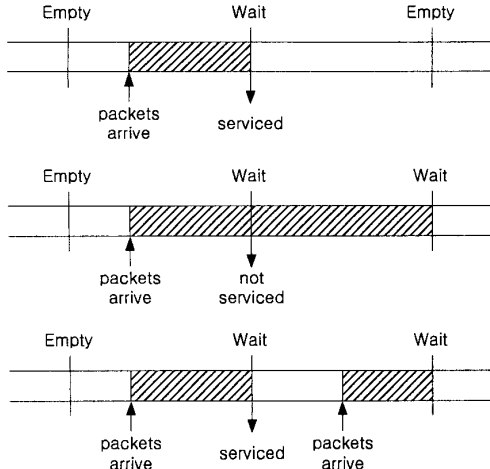 Empty Wait Empty
packets
arrive
serviced
Empty Wait Wait
packets
arrive
not
serviced
Empty Wait Wait
packets
arrive
serviced
packets
arrive